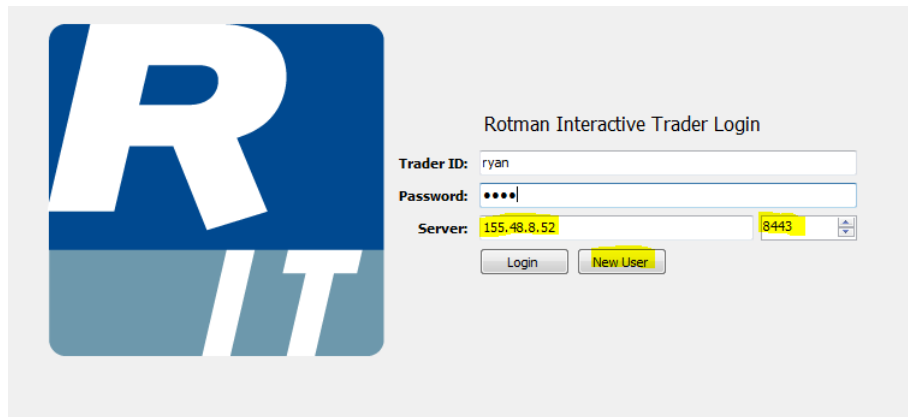 R
IT
Rotman Interactive Trader Login
Trader ID: ryan
Password: ••••
Server: 155.48.8.52 8443
Login New User